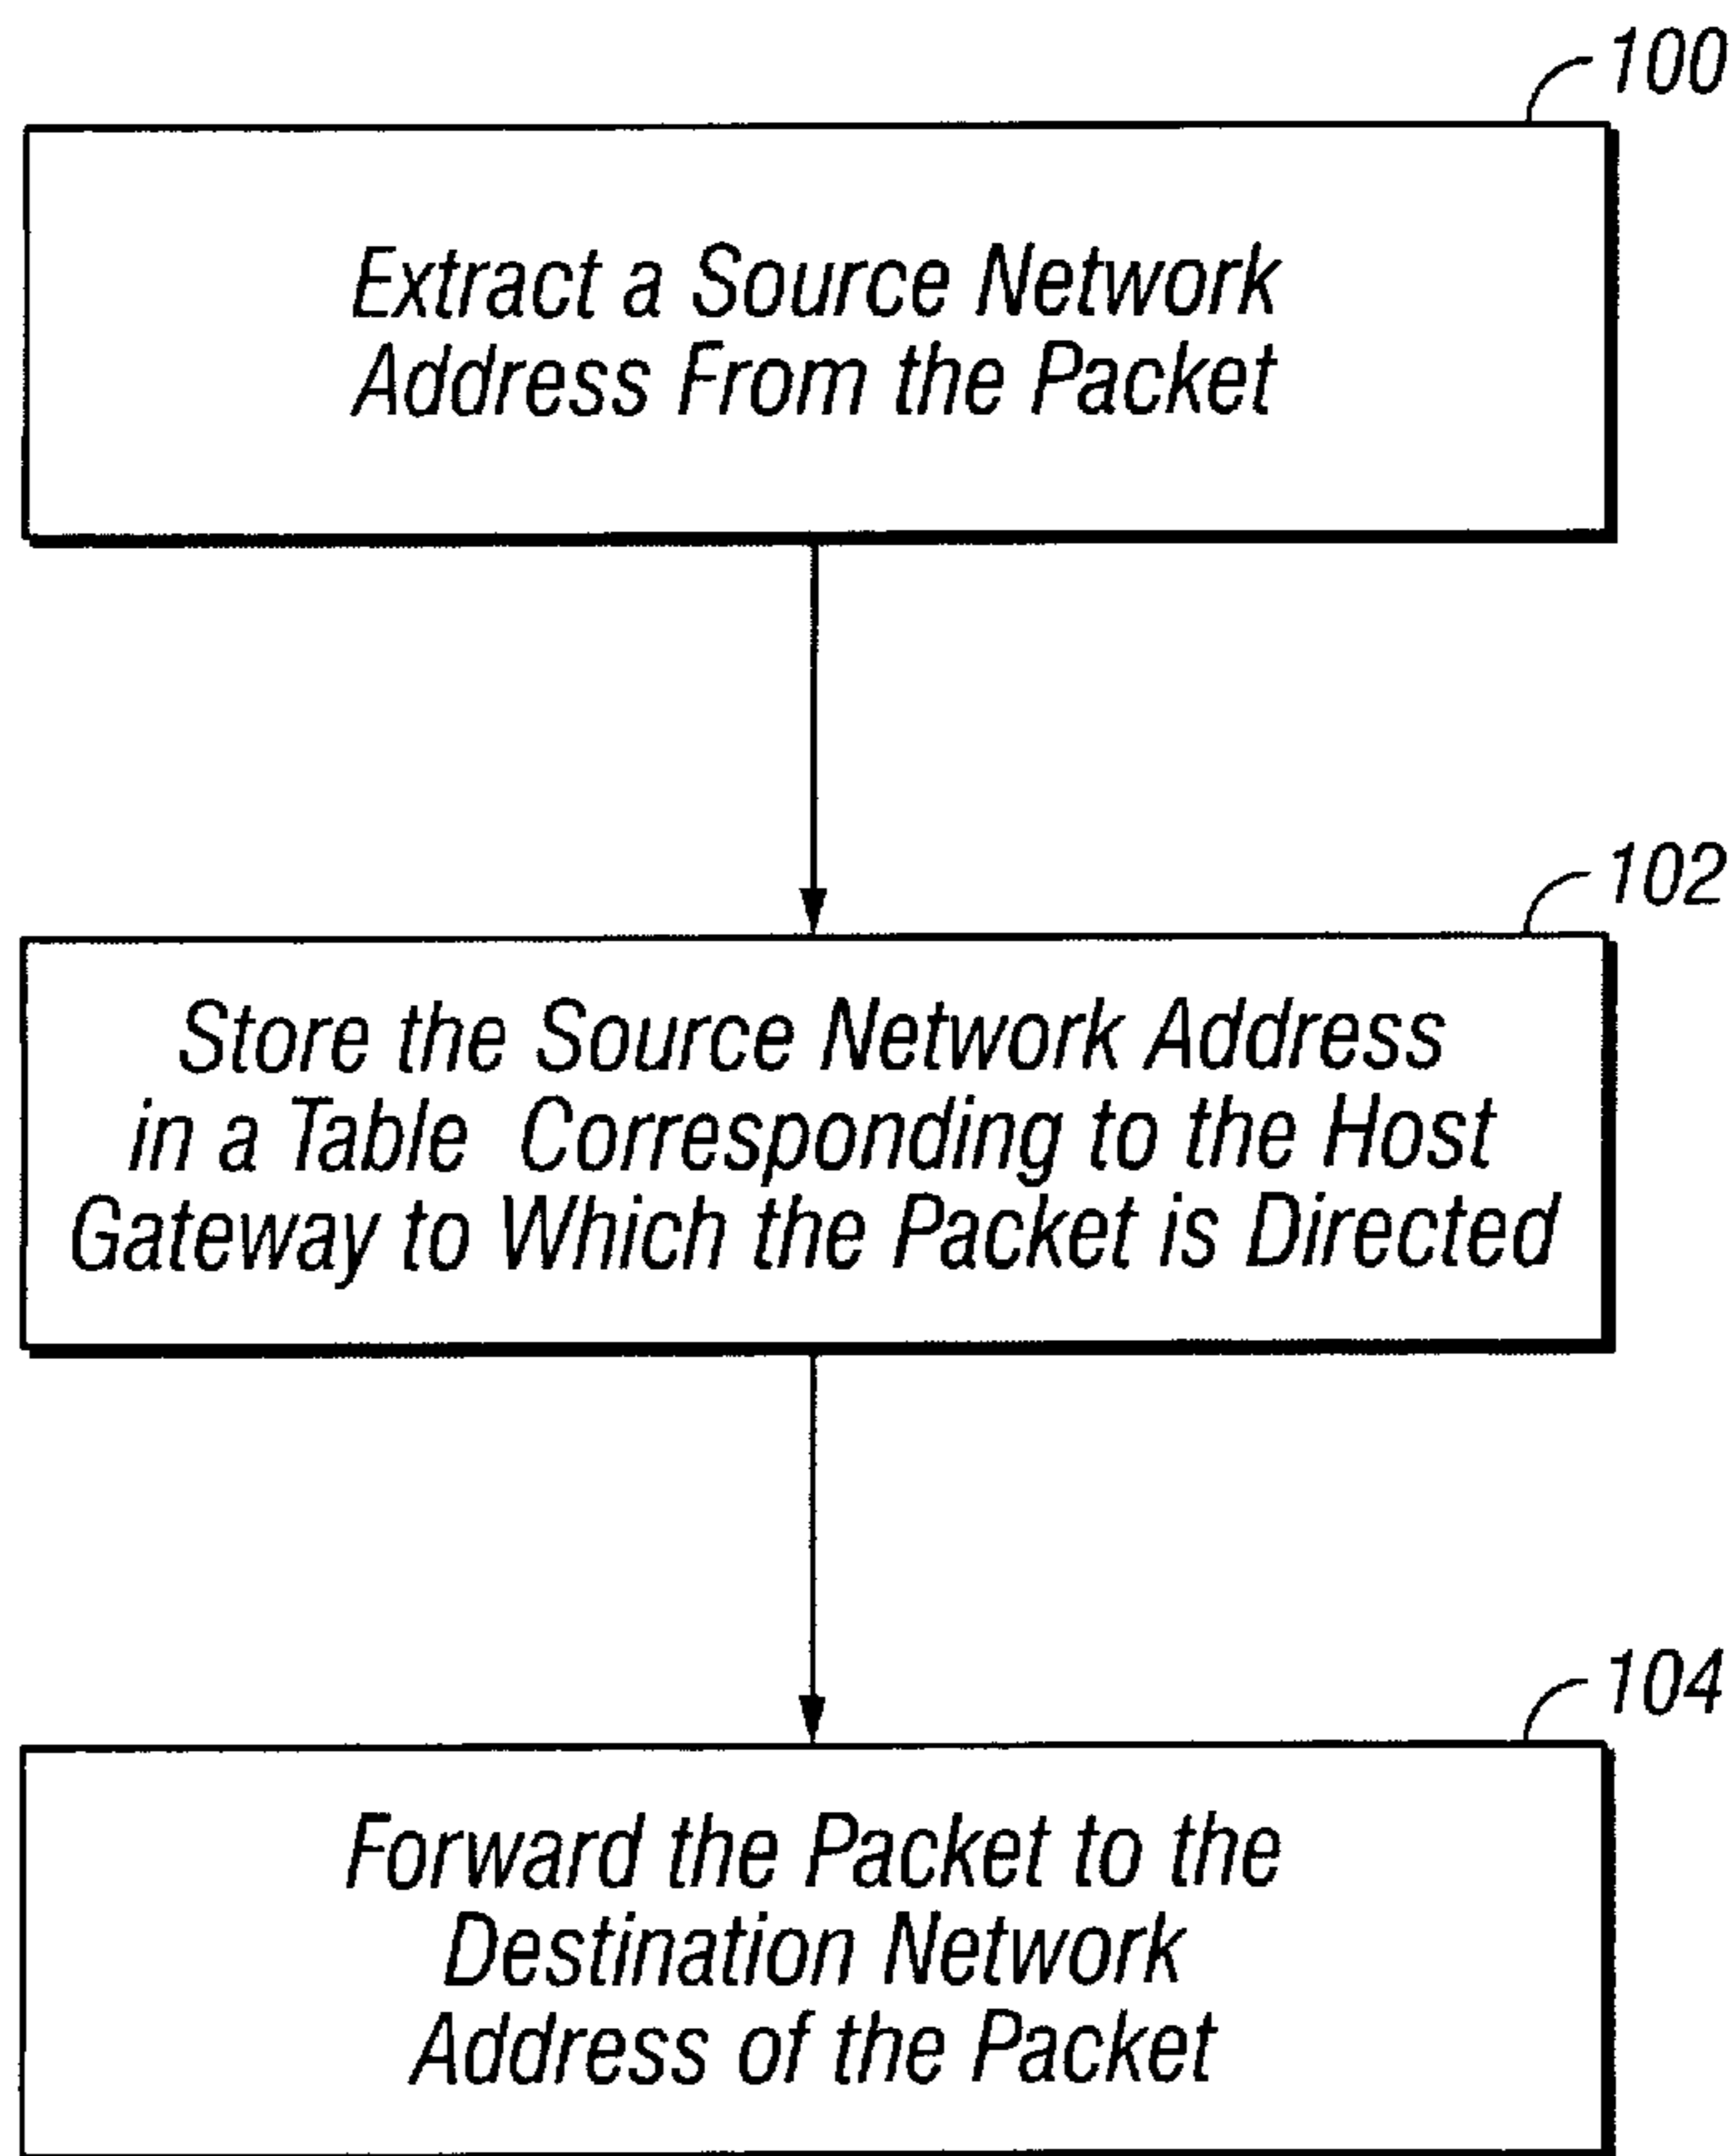 100
Extract a Source Network
Address From the Packet
102
Store the Source Network Address
in a Table Corresponding to the Host
Gateway to Which the Packet is Directed
104
Forward the Packet to the
Destination Network
Address of the Packet